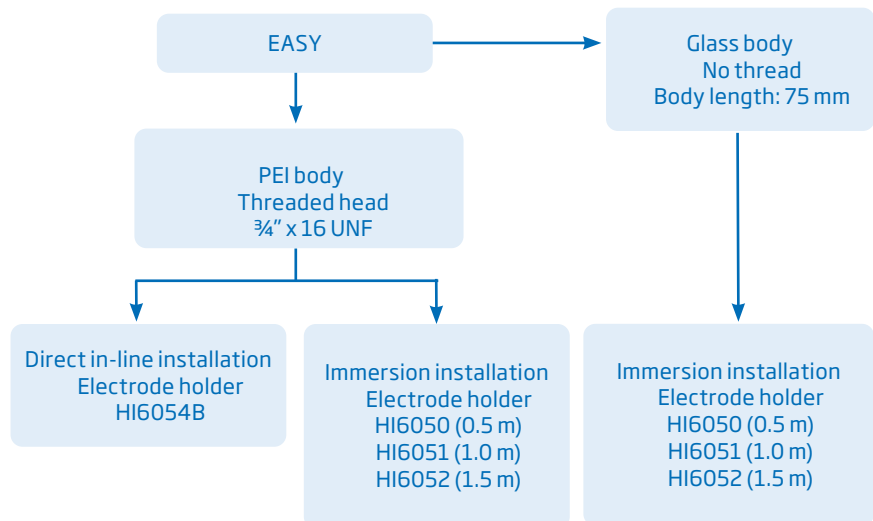 EASY
Glass body
No thread
Body length: 75 mm
PEI body
Threaded head
¾” x 16 UNF
Direct in-line installation
Electrode holder
HI6054B
Immersion installation
Electrode holder
HI6050 (0.5 m)
HI6051 (1.0 m)
HI6052 (1.5 m)
Immersion installation
Electrode holder
HI6050 (0.5 m)
HI6051 (1.0 m)
HI6052 (1.5 m)